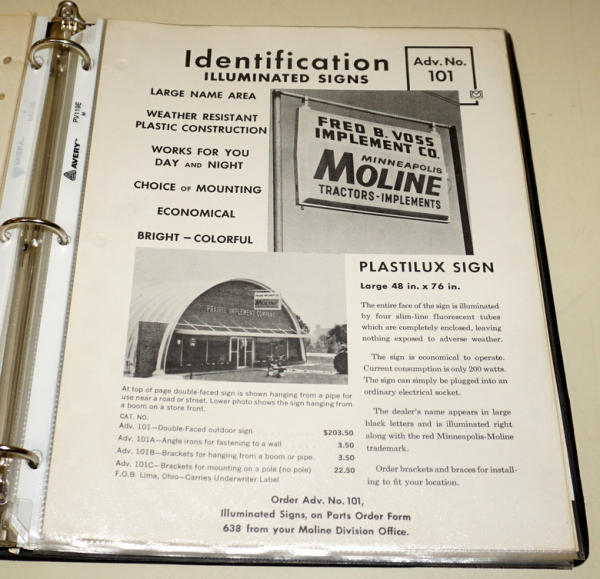 Identification
ILLUMINATED SIGNS
Adv. No.
101
LARGE NAME AREA
WEATHER RESISTANT
PLASTIC CONSTRUCTION
WORKS FOR YOU
DAY AND NIGHT
CHOICE OF MOUNTING
ECONOMICAL
BRIGHT — COLORFUL
FRED B. VOSS
IMPLEMENT CO.
MINNEAPOLIS
MOLINE
TRACTORS-IMPLEMENTS
PRAIRIE IMPLEMENT COMPANY
MOLINE
PLASTILUX SIGN
Large 48 in. x 76 in.
The entire face of the sign is illuminated
by four slim-line fluorescent tubes
which are completely enclosed, leaving
nothing exposed to adverse weather.
The sign is economical to operate.
Current consumption is only 200 watts.
The sign can simply be plugged into an
ordinary electrical socket.
The dealer's name appears in large
black letters and is illuminated right
along with the red Minneapolis-Moline
trademark.
Order brackets and braces for install-
ing to fit your location.
At top of page double-faced sign is shown hanging from a pipe for
use near a road or street. Lower photo shows the sign hanging from
a boom on a store front.
CAT. NO.
Adv. 101—Double-Faced outdoor sign $203.50
Adv. 101A—Angle irons for fastening to a wall 3.50
Adv. 101B—Brackets for hanging from a boom or pipe 3.50
Adv. 101C—Brackets for mounting on a pole (no pole) 22.50
F.O.B. Lima, Ohio—Carries Underwriter Label
Order Adv. No. 101,
Illuminated Signs, on Parts Order Form
638 from your Moline Division Office.
AVERY
PV119E